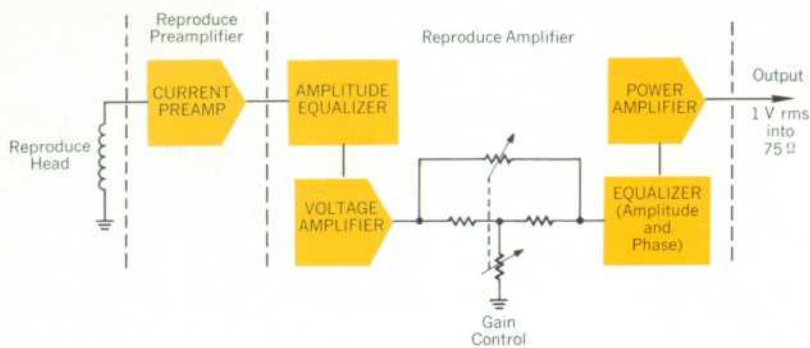 Reproduce
Preamplifier
Reproduce Amplifier
Reproduce
Head
CURRENT
PREAMP
AMPLITUDE
EQUALIZER
VOLTAGE
AMPLIFIER
Gain
Control
POWER
AMPLIFIER
EQUALIZER
(Amplitude
and
Phase)
Output
1 V rms
into
75 Ω